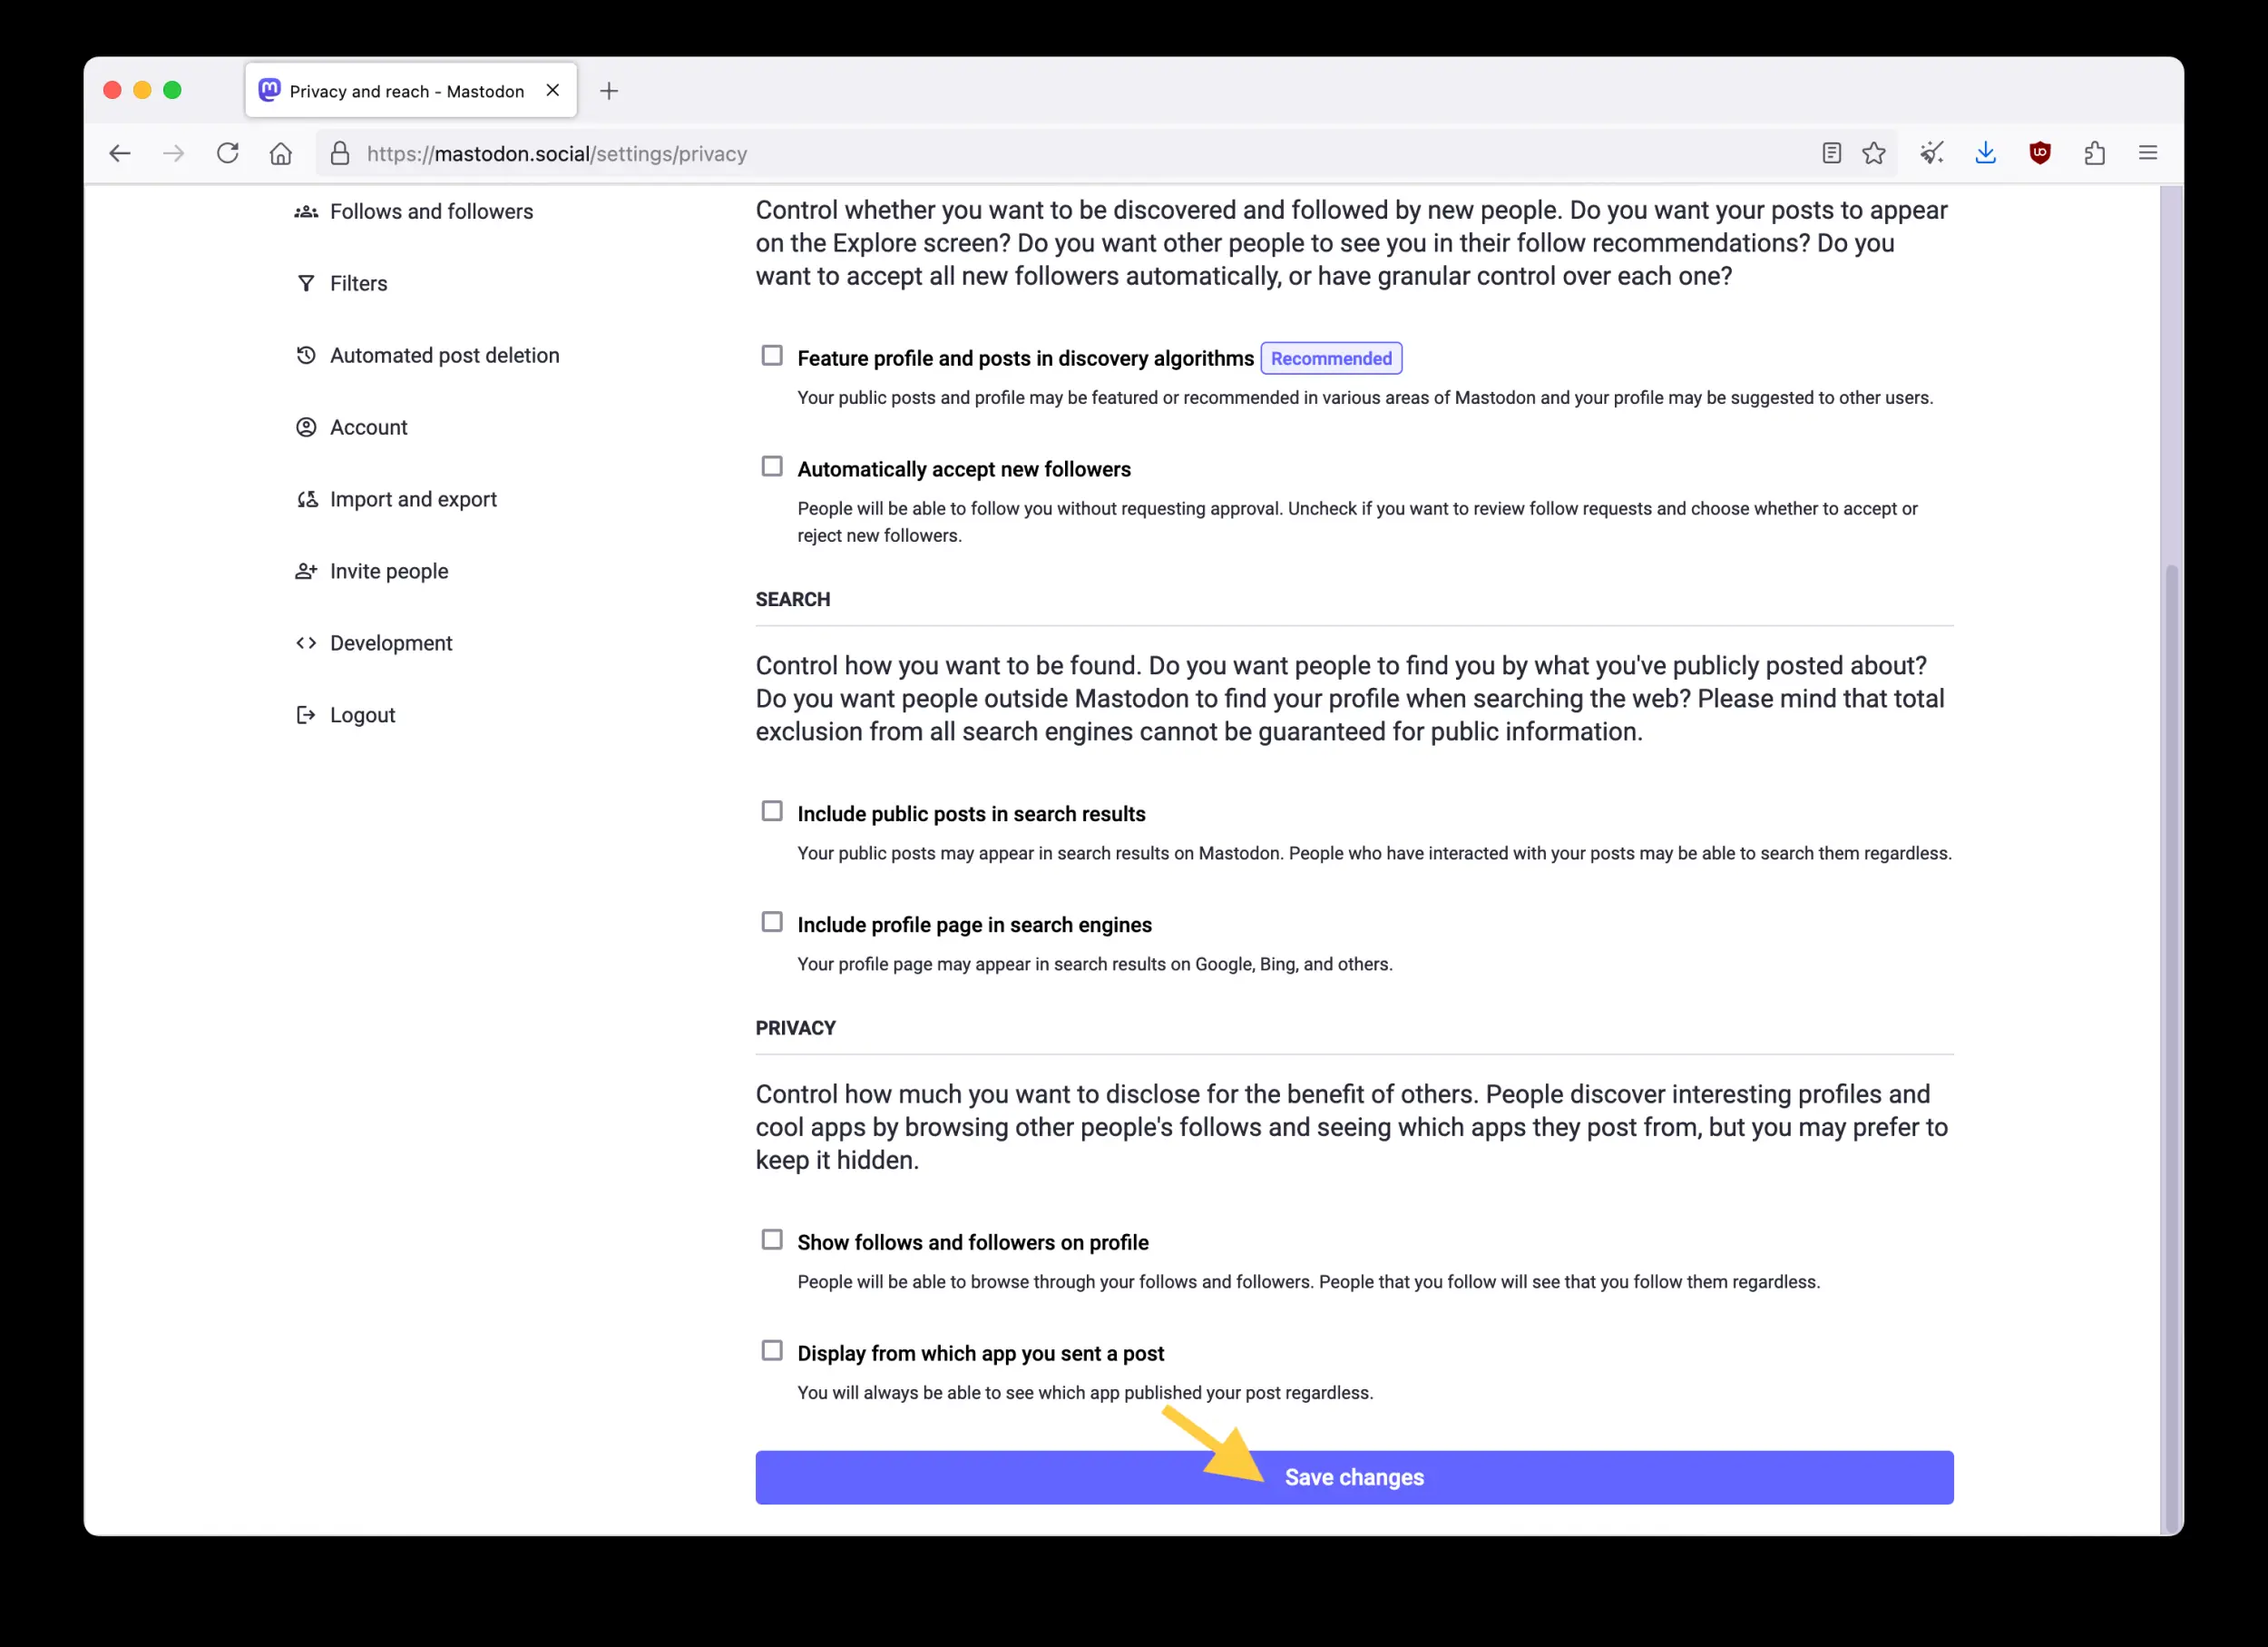 Privacy and reach - Mastodon
https://mastodon.social/settings/privacy
Follows and followers
Filters
Automated post deletion
Account
Import and export
Invite people
Development
Logout
Control whether you want to be discovered and followed by new people. Do you want your posts to appear
on the Explore screen? Do you want other people to see you in their follow recommendations? Do you
want to accept all new followers automatically, or have granular control over each one?
Feature profile and posts in discovery algorithms Recommended
Your public posts and profile may be featured or recommended in various areas of Mastodon and your profile may be suggested to other users.
Automatically accept new followers
People will be able to follow you without requesting approval. Uncheck if you want to review follow requests and choose whether to accept or
reject new followers.
SEARCH
Control how you want to be found. Do you want people to find you by what you've publicly posted about?
Do you want people outside Mastodon to find your profile when searching the web? Please mind that total
exclusion from all search engines cannot be guaranteed for public information.
Include public posts in search results
Your public posts may appear in search results on Mastodon. People who have interacted with your posts may be able to search them regardless.
Include profile page in search engines
Your profile page may appear in search results on Google, Bing, and others.
PRIVACY
Control how much you want to disclose for the benefit of others. People discover interesting profiles and
cool apps by browsing other people's follows and seeing which apps they post from, but you may prefer to
keep it hidden.
Show follows and followers on profile
People will be able to browse through your follows and followers. People that you follow will see that you follow them regardless.
Display from which app you sent a post
You will always be able to see which app published your post regardless.
Save changes